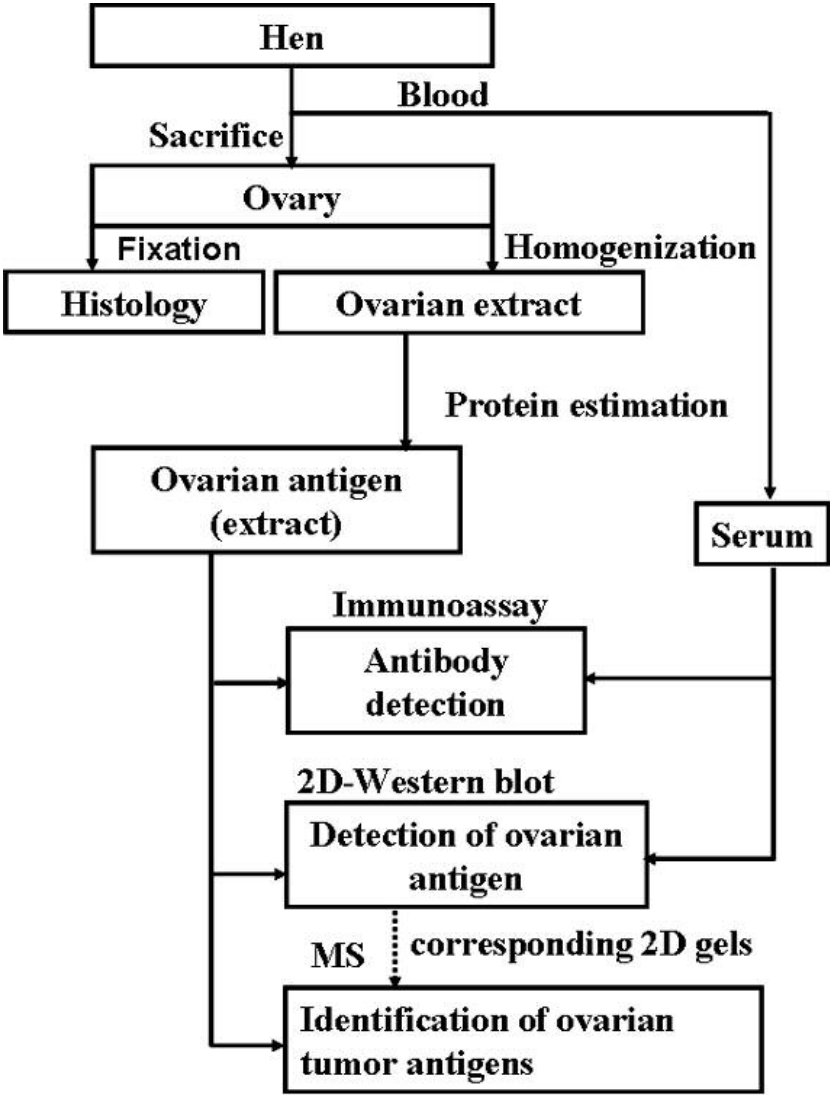 Hen
Blood
Sacrifice
Ovary
Fixation
Homogenization
Histology
Ovarian extract
Protein estimation
Ovarian antigen
(extract)
Serum
Immunoassay
Antibody
detection
2D-Western blot
Detection of ovarian
antigen
MS
corresponding 2D gels
Identification of ovarian
tumor antigens